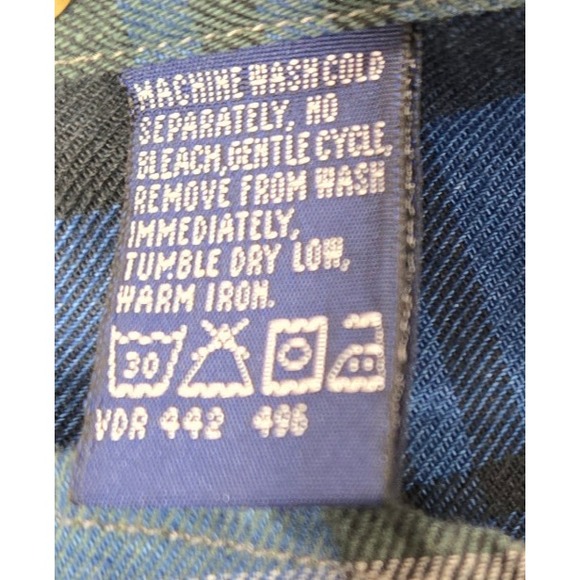 MACHINE WASH COLD
SEPARATELY, NO
BLEACH, GENTLE CYCLE,
REMOVE FROM WASH
IMMEDIATELY,
TUMBLE DRY LOW,
WARM IRON.
30
VDR 442 496